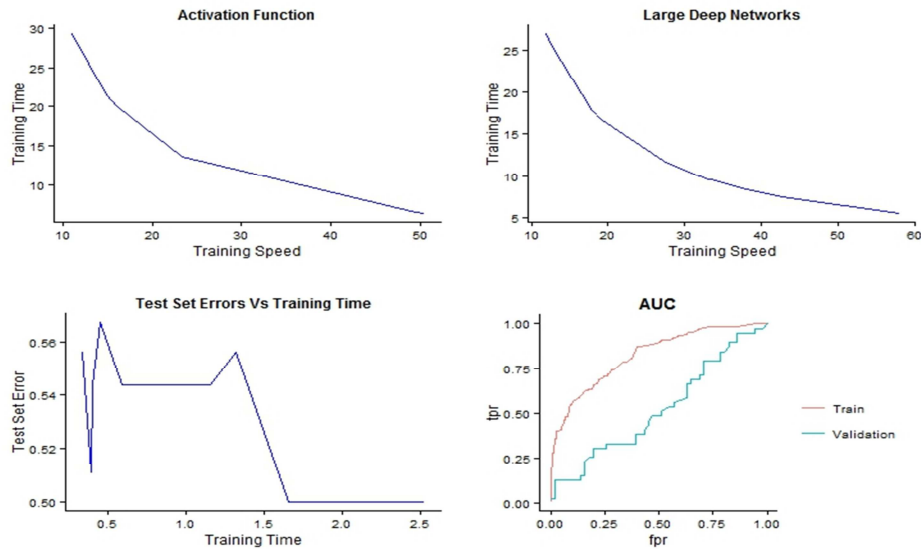 Activation Function
30
25
20
15
10
Training Time
10 20 30 40 50
Training Speed
Large Deep Networks
25
20
15
10
5
Training Time
10 20 30 40 50 60
Training Speed
Test Set Errors Vs Training Time
0.56
0.54
0.52
0.50
Test Set Error
0.5 1.0 1.5 2.0 2.5
Training Time
AUC
1.00
0.75
0.50
0.25
0.00
tpr
0.00 0.25 0.50 0.75 1.00
fpr
Train
Validation